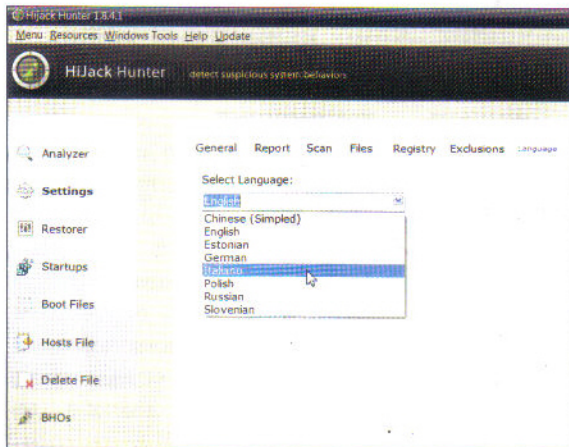 Hijack Hunter 1.8.4.1
Menu Resources Windows Tools Help Update
HiJack Hunter detect suspicious system behaviors
General Report Scan Files Registry Exclusions Language
Analyzer
Settings
Restorer
Startups
Boot Files
Hosts File
Delete File
BHOs
Select Language:
English
Chinese (Simpled)
English
Estonian
German
Italiano
Polish
Russian
Slovenian